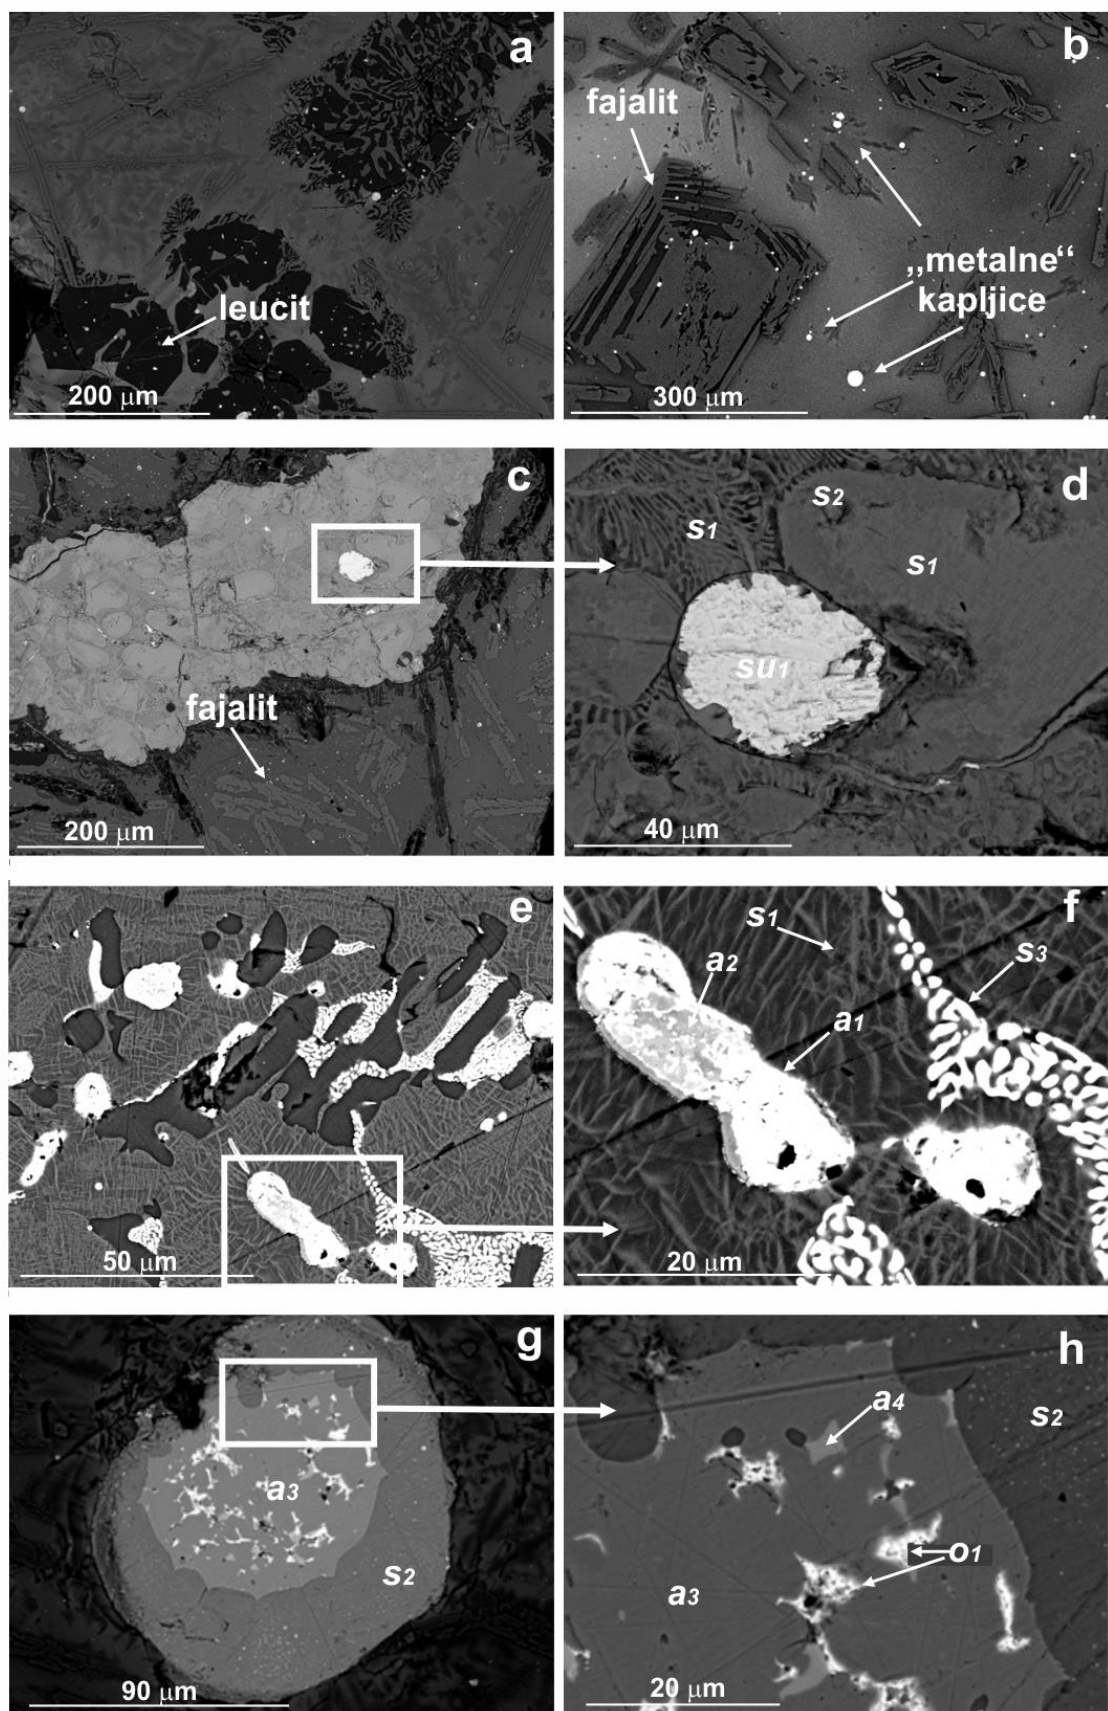 a
leucit
200 μm
b
fajalit
„metalne“
kapljice
300 μm
c
fajalit
200 μm
d
s2
s1
s1
su1
40 μm
e
50 μm
f
s1
s3
a2
a1
20 μm
g
a3
s2
90 μm
h
a4
s2
o1
a3
20 μm